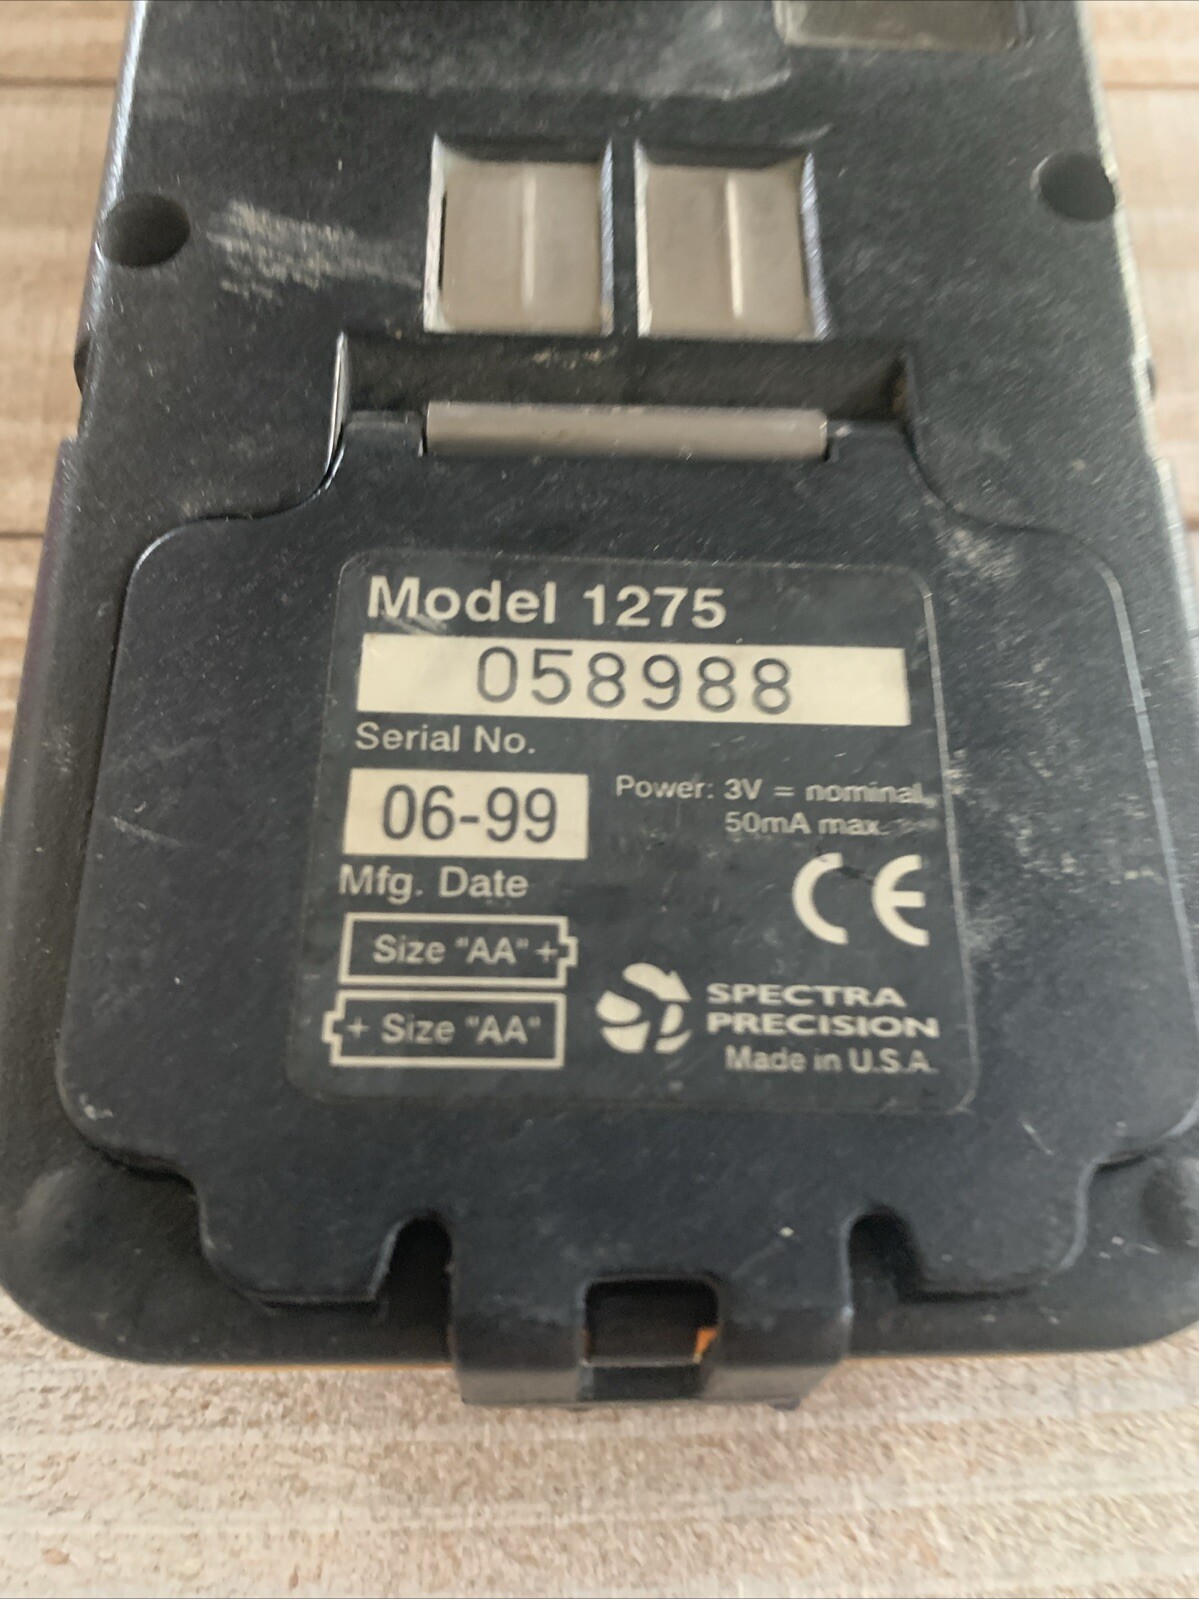 Model 1275
058988
Serial No.
06-99
Mfg. Date
Power: 3V = nominal,
50mA max.
CE
Size "AA" +
+ Size "AA"
SPECTRA
PRECISION
Made in U.S.A.